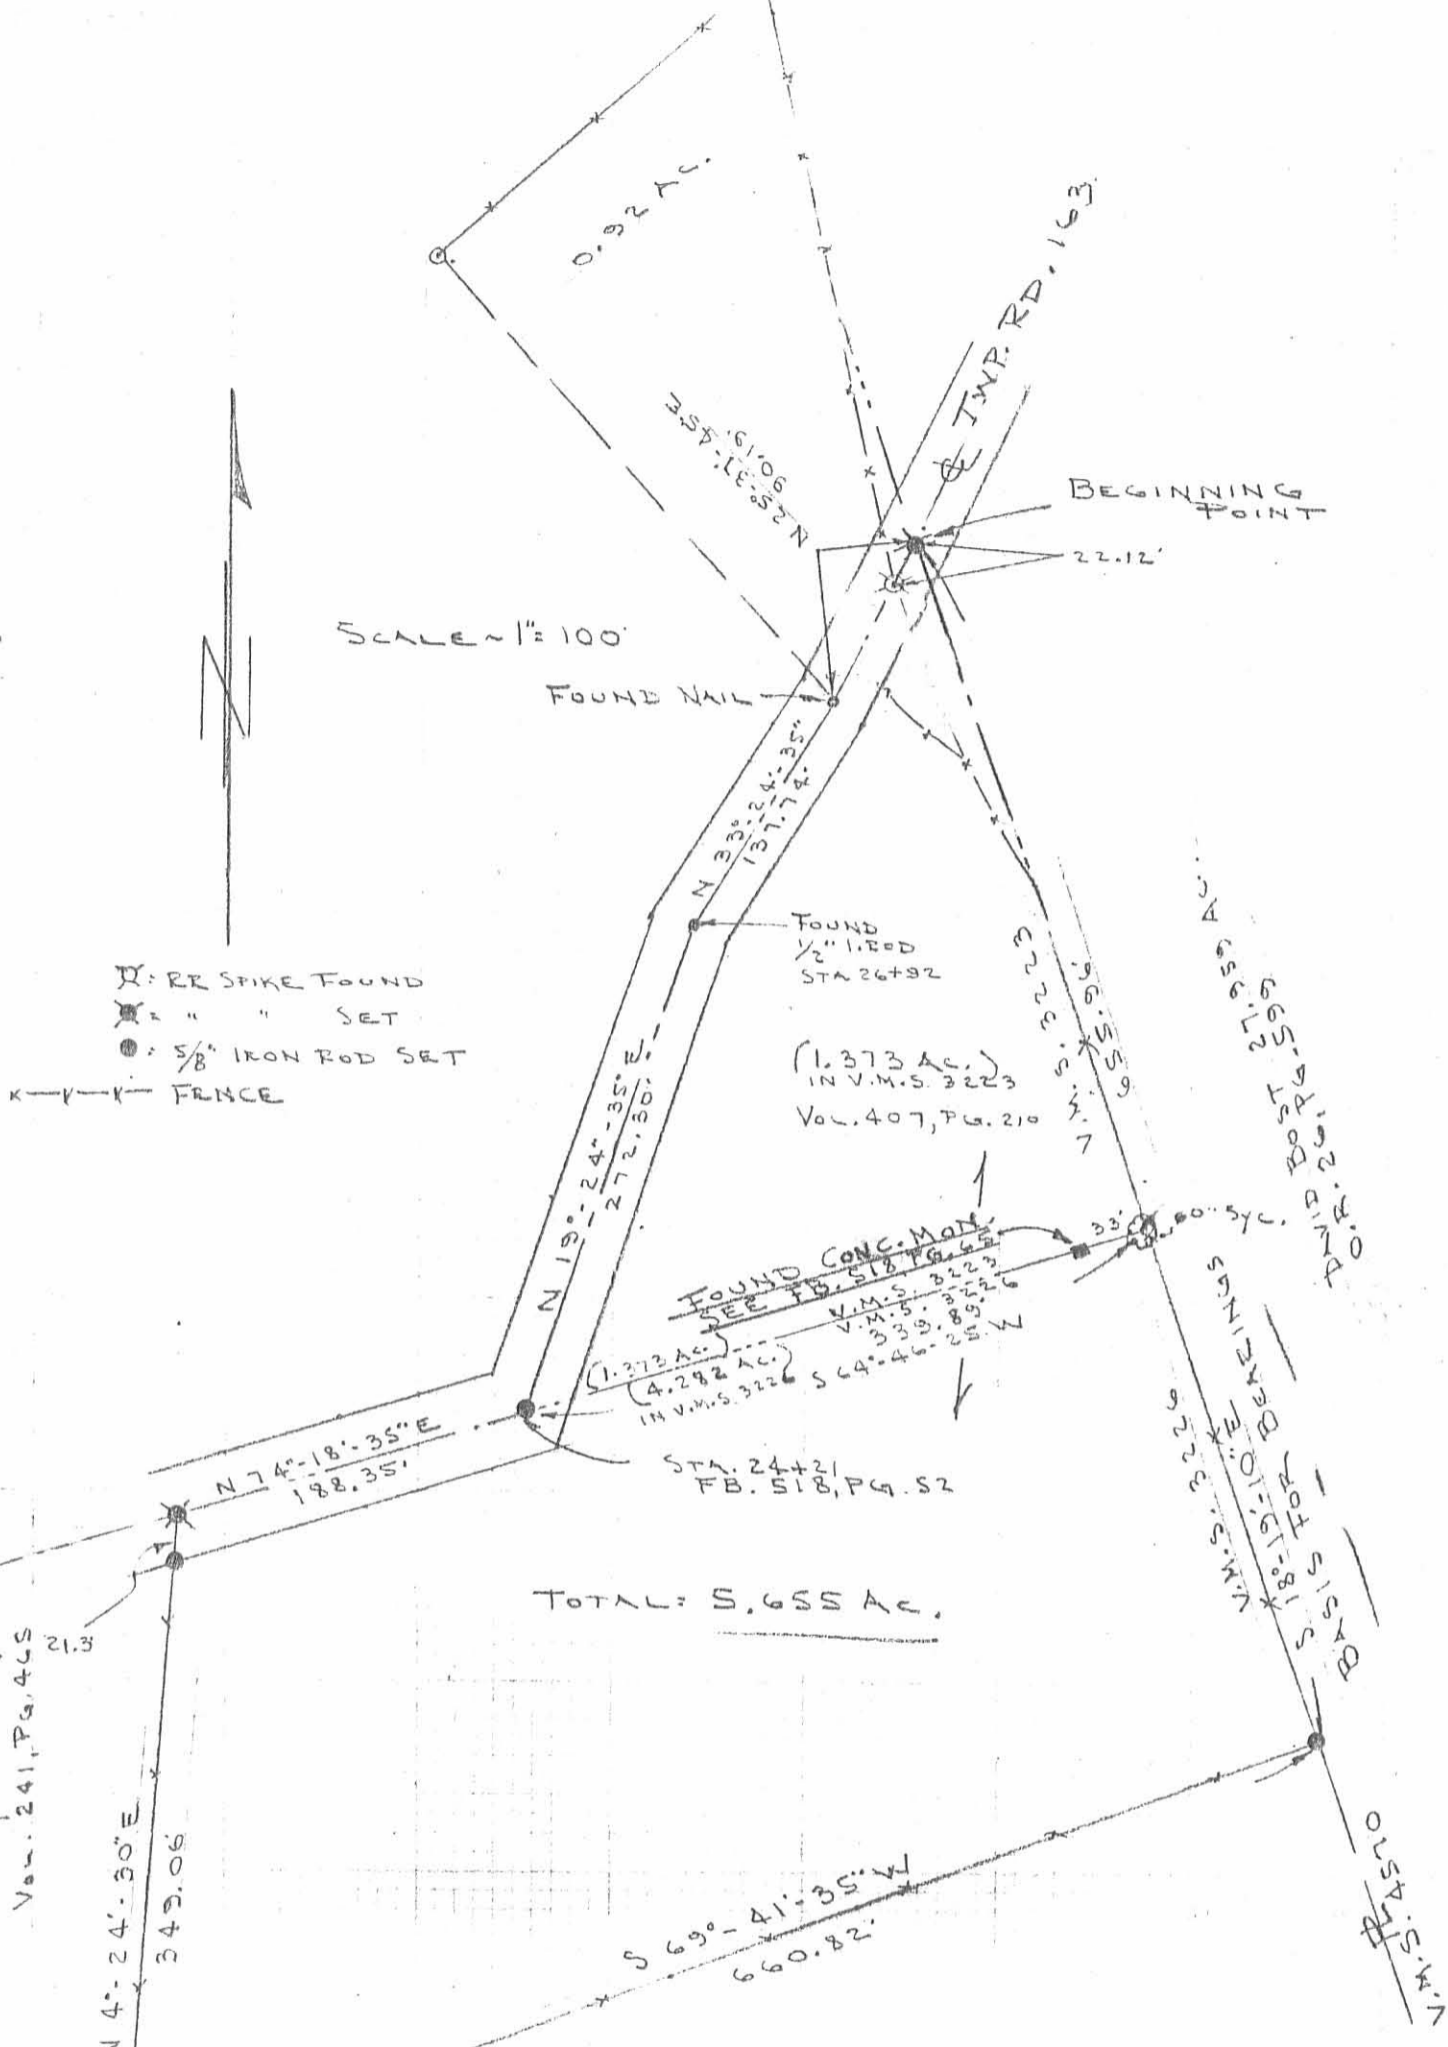 0.92 AC.
TWP. RD. 163
N 25°-37'-45"E
90.19'
BEGINNING
POINT
22.12'
SCALE ~ 1"= 100'
FOUND NAIL
N
N 33°-24'-35"
137.74'
FOUND
1/2" I. ROD
STA 26+92
: RR SPIKE FOUND
= " " SET
: 5/8" IRON ROD SET
x—x—x— FENCE
(1.373 AC.)
IN V.M.S. 3223
VOL. 407, PG. 210
V.M.S. 3223
655.96'
DAVID BOST 27.959 AC.
O.R. 26, PG. 599
N 19°-24'-35" E
272.30'
FOUND CONC. MON.
SEE FB. 518 PG. 65
33'
60" SYC.
V.M.S. 3223
V.M.S. 3226
339.89'
S 64°-46'-25" W
(1.373 AC.)
(4.282 AC.)
IN V.M.S. 3226
STA. 24+21
FB. 518, PG. 52
N 74°-18'-35" E
188.35'
21.3'
V.M.S. 3226
S 18°-19'-10" E
BASIS FOR BEARINGS
TOTAL = 5.655 AC.
VOL. 241, PG. 465
N 4°-24'-30" E
349.06'
S 69°-41'-35" W
660.82'
V.M.S. 4570